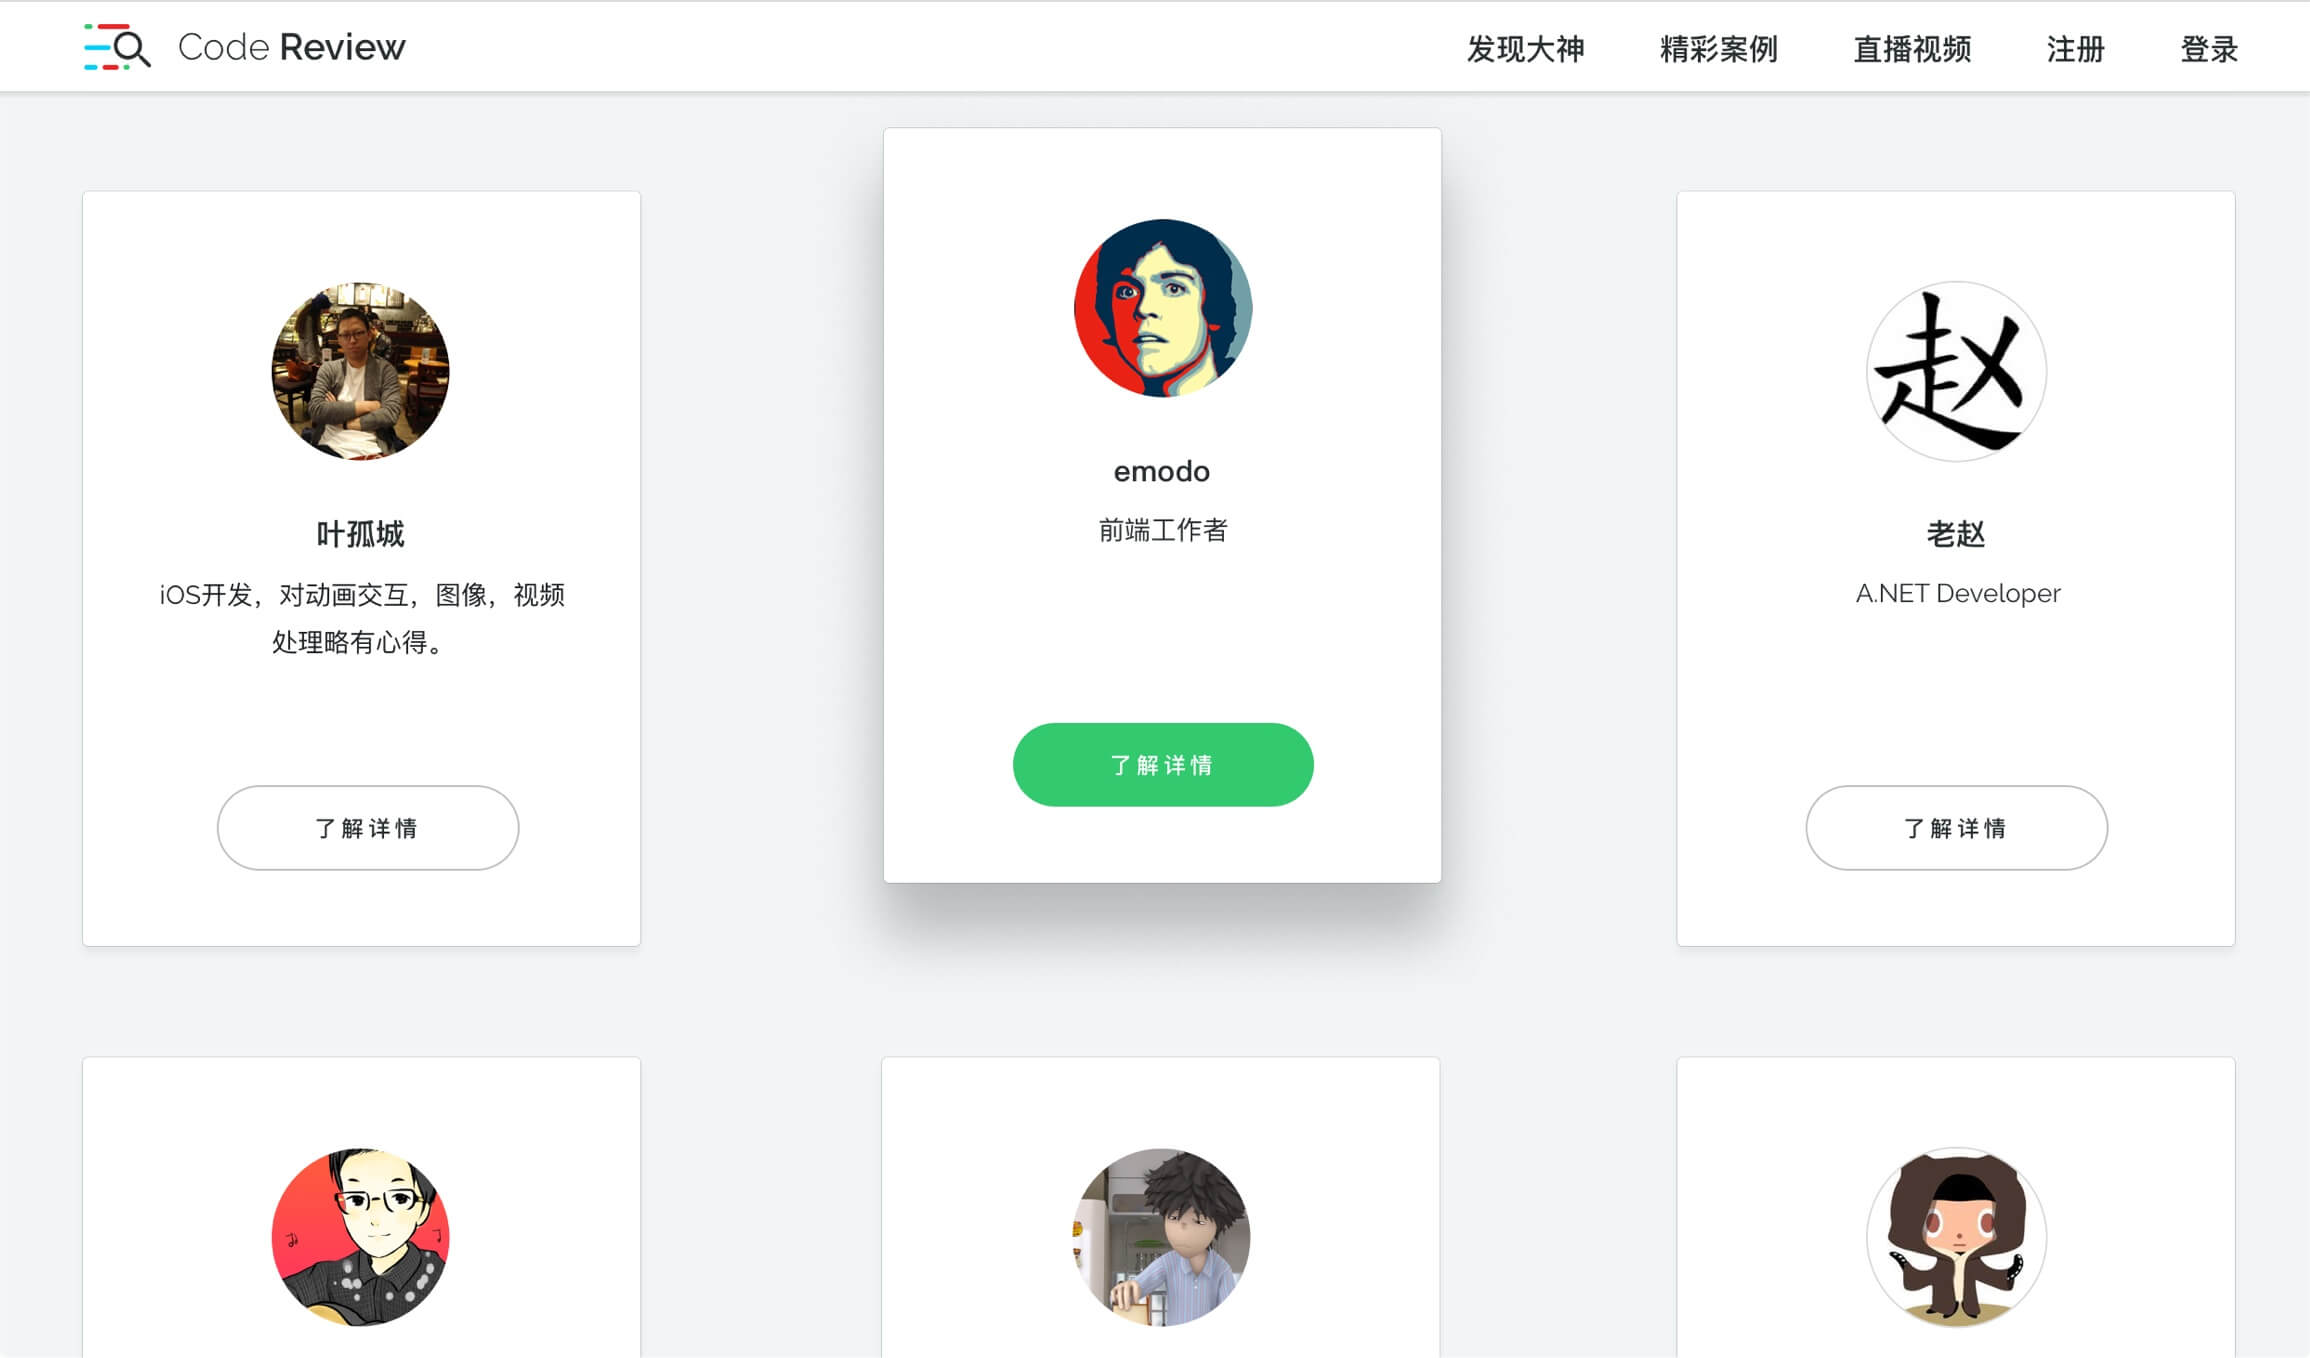 Code Review
发现大神
精彩案例
直播视频
注册
登录
叶孤城
iOS开发，对动画交互，图像，视频
处理略有心得。
了解详情
emodo
前端工作者
了解详情
赵
老赵
A.NET Developer
了解详情